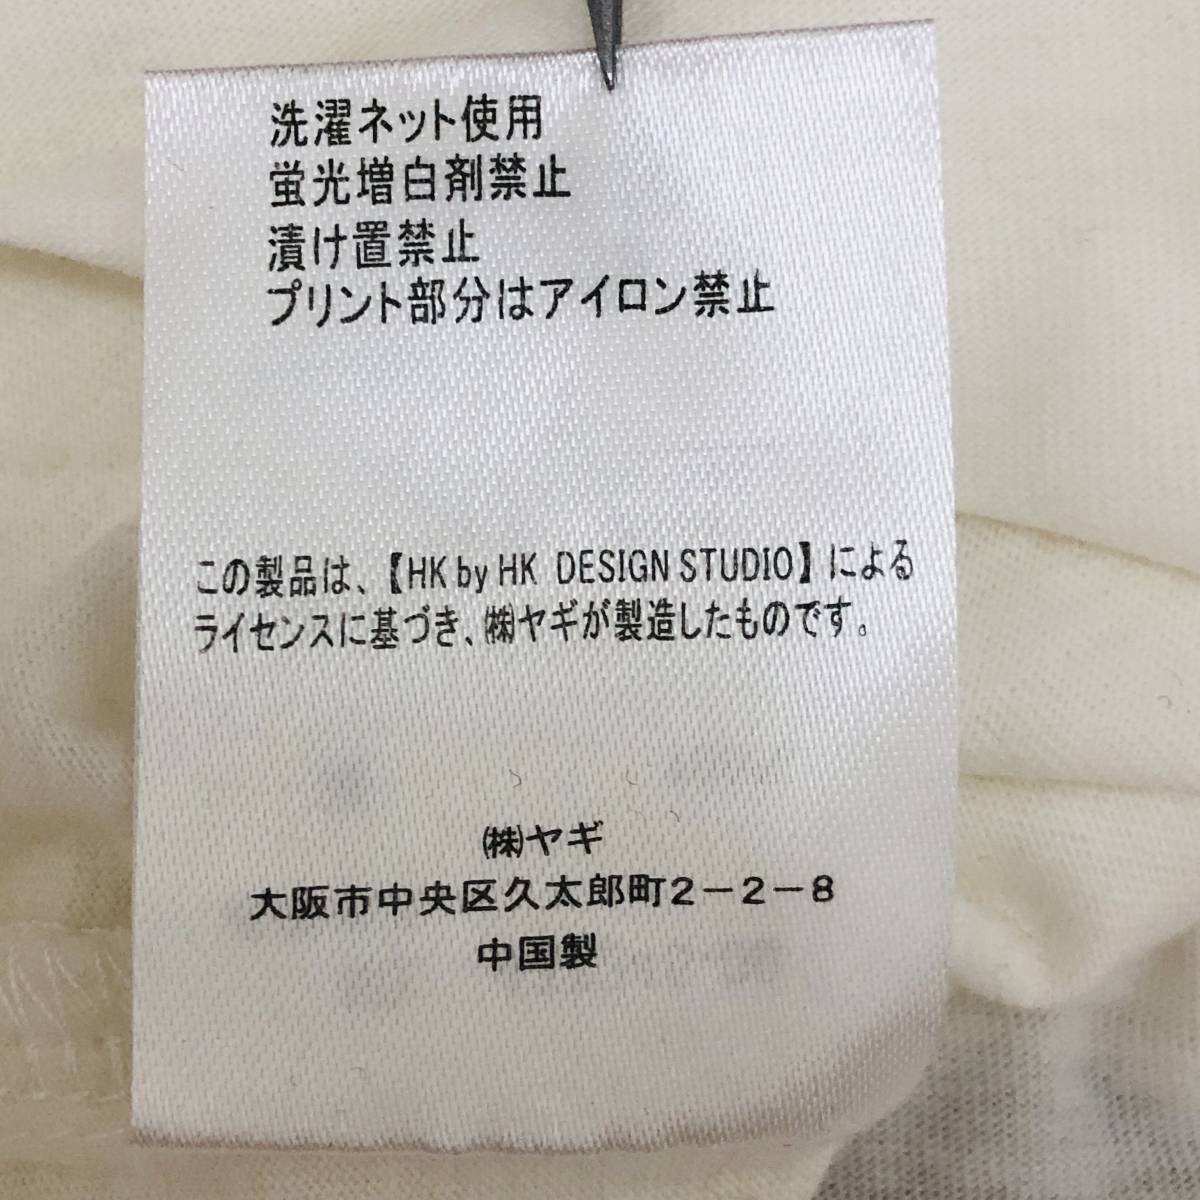 洗濯ネット使用
蛍光増白剤禁止
漬け置禁止
プリント部分はアイロン禁止
この製品は、【HK by HK DESIGN STUDIO】による
ライセンスに基づき、㈱ヤギが製造したものです。
㈱ヤギ
大阪市中央区久太郎町2－2－8
中国製